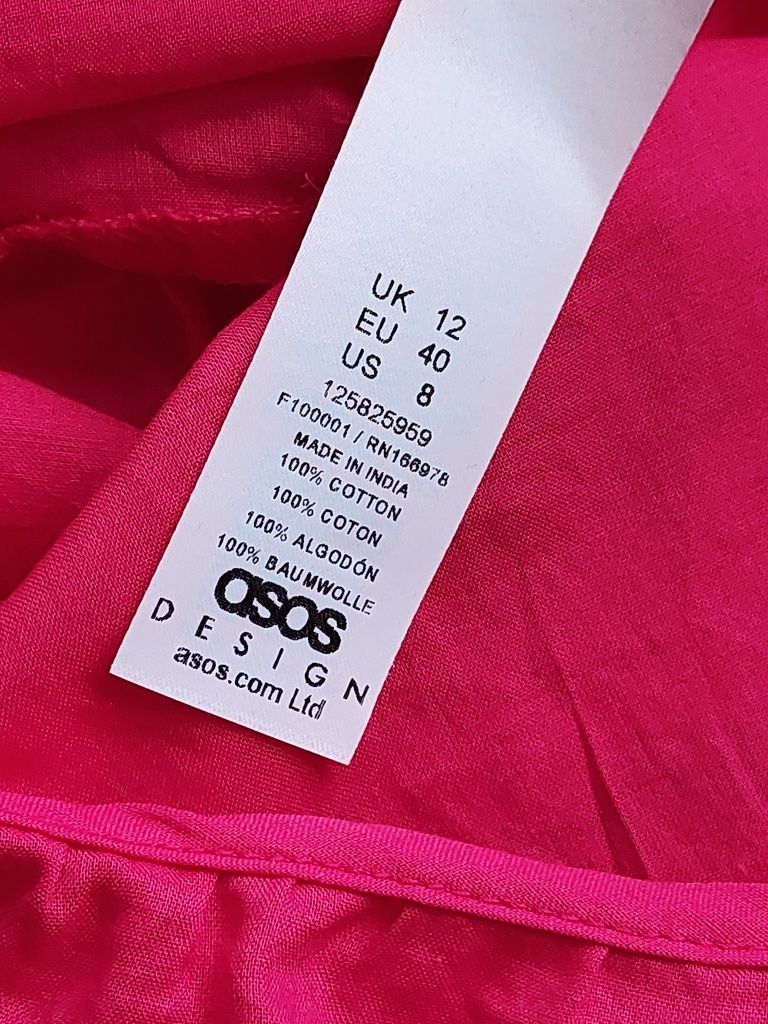 UK 12
EU 40
US 8
125825959
F100001 / RN166978
MADE IN INDIA
100% COTTON
100% COTON
100% ALGODÓN
100% BAUMWOLLE
asos
DESIGN
asos.com Ltd